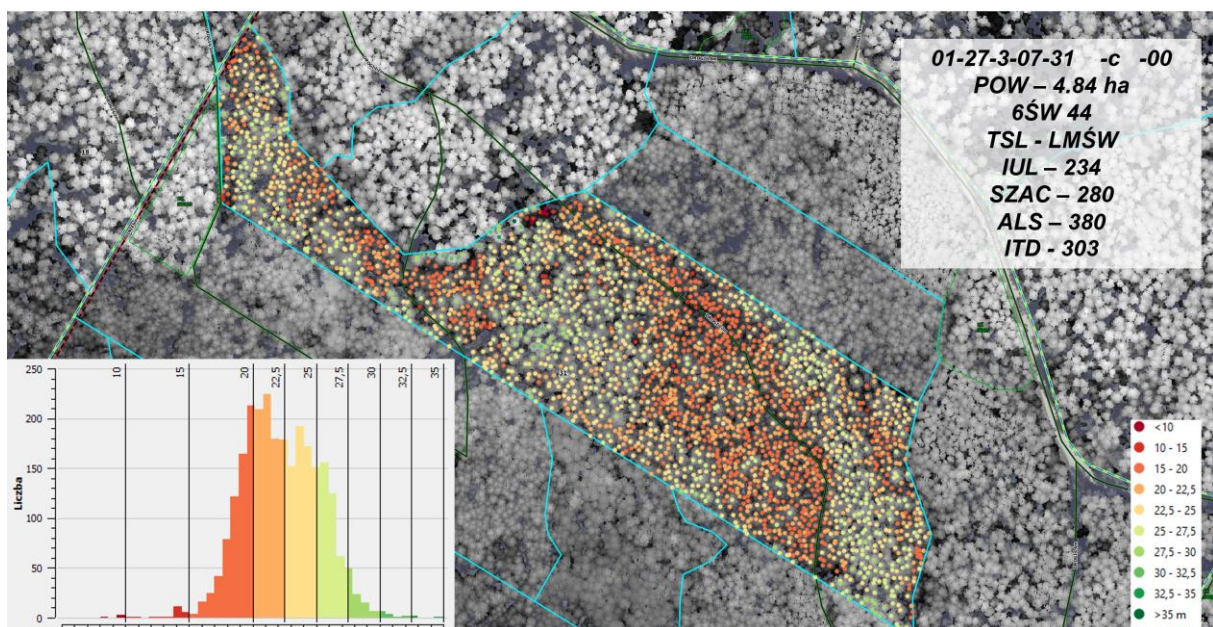 01-27-3-07-31 -c -00
POW – 4.84 ha
6ŚW 44
TSL - LMŚW
IUL – 234
SZAC – 280
ALS – 380
ITD - 303
10
15
20
22,5
25
27,5
30
32,5
35
250
200
150
100
50
0
Liczba
<10
10 - 15
15 - 20
20 - 22,5
22,5 - 25
25 - 27,5
27,5 - 30
30 - 32,5
32,5 - 35
>35 m